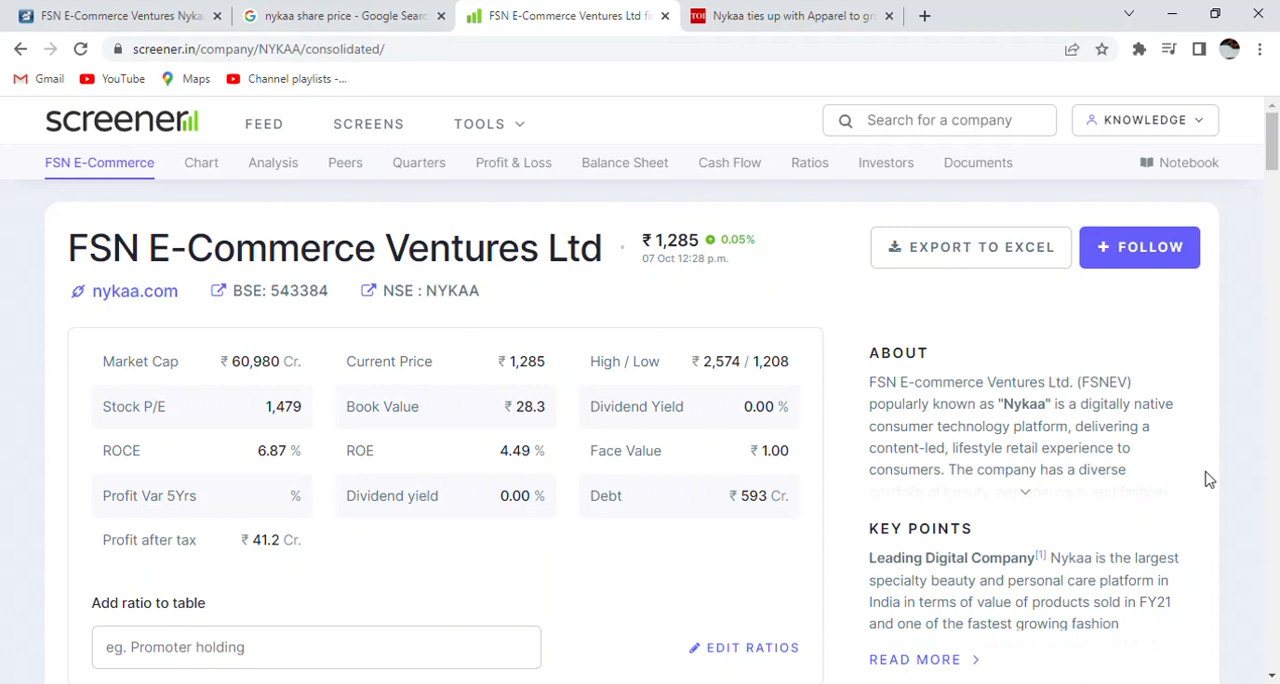 FSN E-Commerce Ventures Nyka
nykaa share price - Google Searc
FSN E-Commerce Ventures Ltd fi
TOI Nykaa ties up with Apparel to gr
screener.in/company/NYKAA/consolidated/
Gmail YouTube Maps Channel playlists -...
screener FEED SCREENS TOOLS Search for a company KNOWLEDGE
FSN E-Commerce Chart Analysis Peers Quarters Profit & Loss Balance Sheet Cash Flow Ratios Investors Documents Notebook
FSN E-Commerce Ventures Ltd ₹ 1,285 0.05%
07 Oct 12:28 p.m.
EXPORT TO EXCEL + FOLLOW
nykaa.com BSE: 543384 NSE : NYKAA
Market Cap ₹ 60,980 Cr. Current Price ₹ 1,285 High / Low ₹ 2,574 / 1,208
Stock P/E 1,479 Book Value ₹ 28.3 Dividend Yield 0.00 %
ROCE 6.87 % ROE 4.49 % Face Value ₹ 1.00
Profit Var 5Yrs % Dividend yield 0.00 % Debt ₹ 593 Cr.
Profit after tax ₹ 41.2 Cr.
Add ratio to table
eg. Promoter holding EDIT RATIOS
ABOUT
FSN E-commerce Ventures Ltd. (FSNEV)
popularly known as "Nykaa" is a digitally native
consumer technology platform, delivering a
content-led, lifestyle retail experience to
consumers. The company has a diverse
portfolio of beauty, personal care, and fashion
KEY POINTS
Leading Digital Company[1] Nykaa is the largest
specialty beauty and personal care platform in
India in terms of value of products sold in FY21
and one of the fastest growing fashion
READ MORE